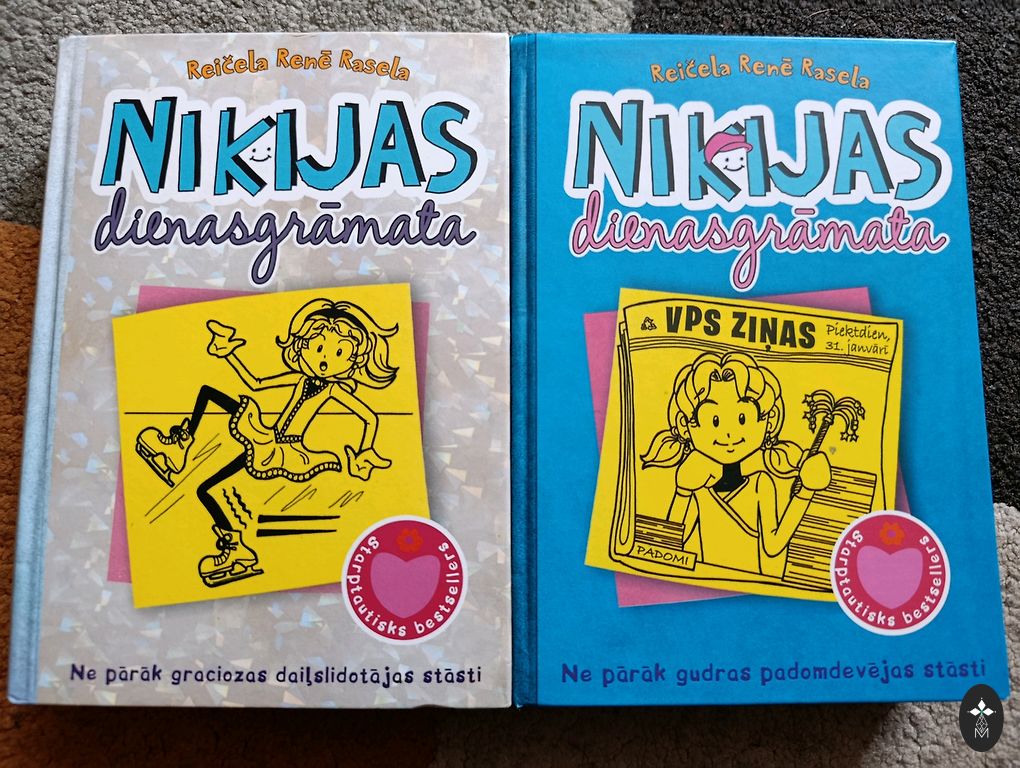 Reičela Renē Rasela
NIKIJAS
dienasgrāmata
Starptautisks bestsellers
Ne pārāk graciozas daiļslidotājas stāsti
Reičela Renē Rasela
NIKIJAS
dienasgrāmata
VPS ZIŅAS
Piektdien,
31. janvārī
PADOMI
Starptautisks bestsellers
Ne pārāk gudras padomdevējas stāsti
M